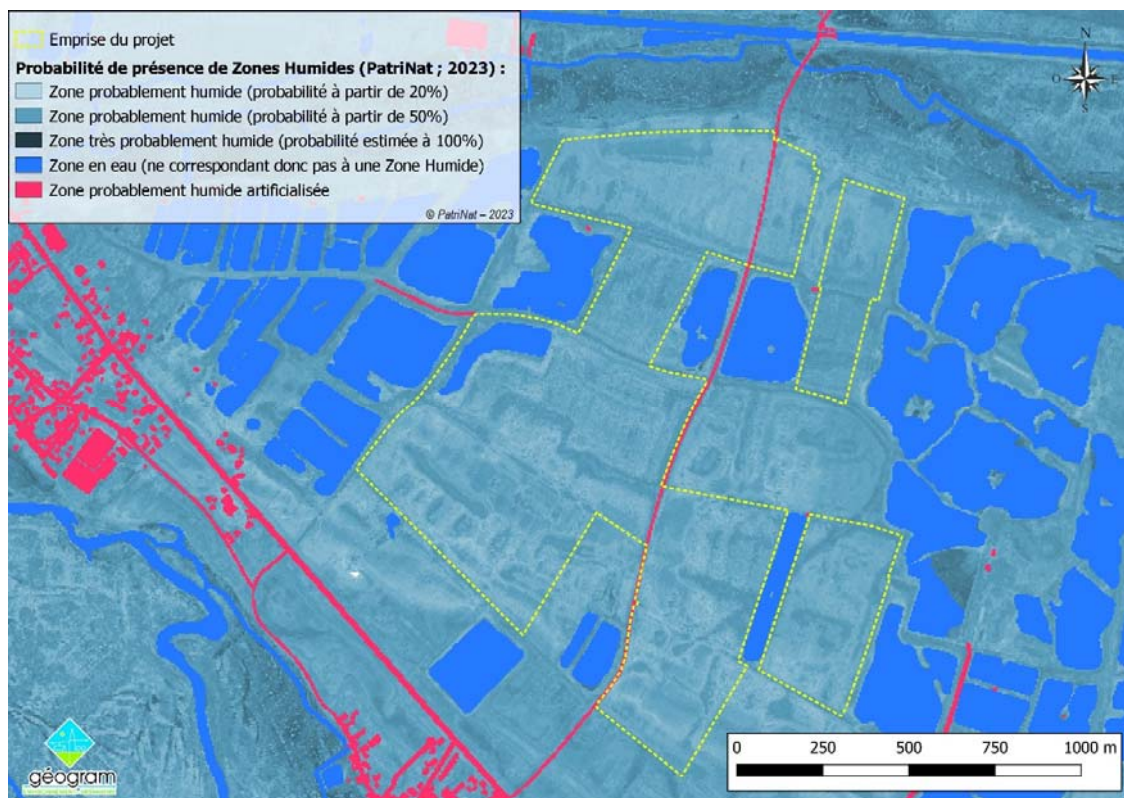 Emprise du projet
Probabilité de présence de Zones Humides (PatriNat ; 2023) :
Zone probablement humide (probabilité à partir de 20%)
Zone probablement humide (probabilité à partir de 50%)
Zone très probablement humide (probabilité estimée à 100%)
Zone en eau (ne correspondant donc pas à une Zone Humide)
Zone probablement humide artificialisée
© PatriNat – 2023
N
O
E
S
géogram
0 250 500 750 1000 m